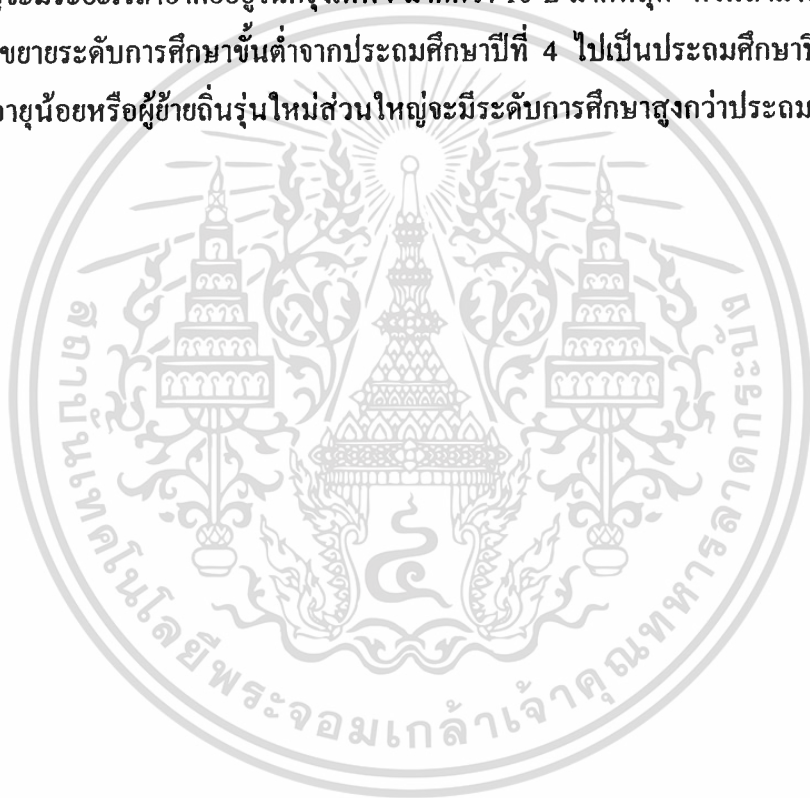 ขยายระดับการศึกษาขั้นต่ำจากประถมศึกษาปีที่ 4 ไปเป็นประถมศึกษา
อายุน้อยหรือผู้ย้ายถิ่นรุ่นใหม่ส่วนใหญ่จะมีระดับการศึกษาสูงกว่าประถม
สถาบันเทคโนโลยีพระจอมเกล้าเจ้าคุณทหารลาดกระบัง